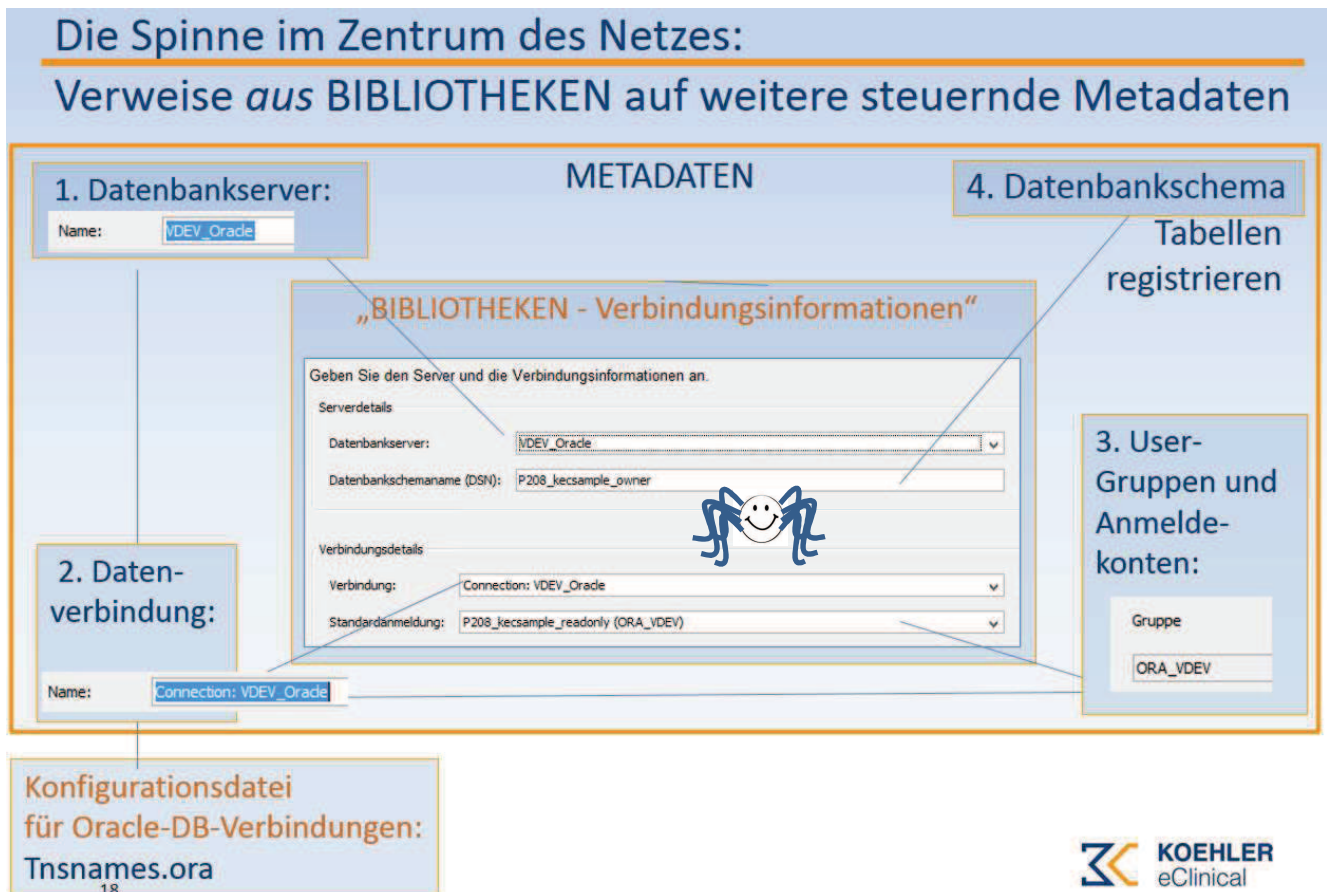 Die Spinne im Zentrum des Netzes:
Verweise aus BIBLIOTHEKEN auf weitere steuernde Metadaten
METADATEN
1. Datenbankserver:
Name: VDEV_Oracle
4. Datenbankschema
Tabellen
registrieren
„BIBLIOTHEKEN - Verbindungsinformationen“
Geben Sie den Server und die Verbindungsinformationen an.
Serverdetails
Datenbankserver: VDEV_Oracle
Datenbankschemaname (DSN): P208_kecsample_owner
Verbindungsdetails
Verbindung: Connection: VDEV_Oracle
Standardanmeldung: P208_kecsample_readonly (ORA_VDEV)
2. Daten-
verbindung:
Name: Connection: VDEV_Oracle
3. User-
Gruppen und
Anmelde-
konten:
Gruppe
ORA_VDEV
Konfigurationsdatei
für Oracle-DB-Verbindungen:
Tnsnames.ora
18
KOEHLER
eClinical